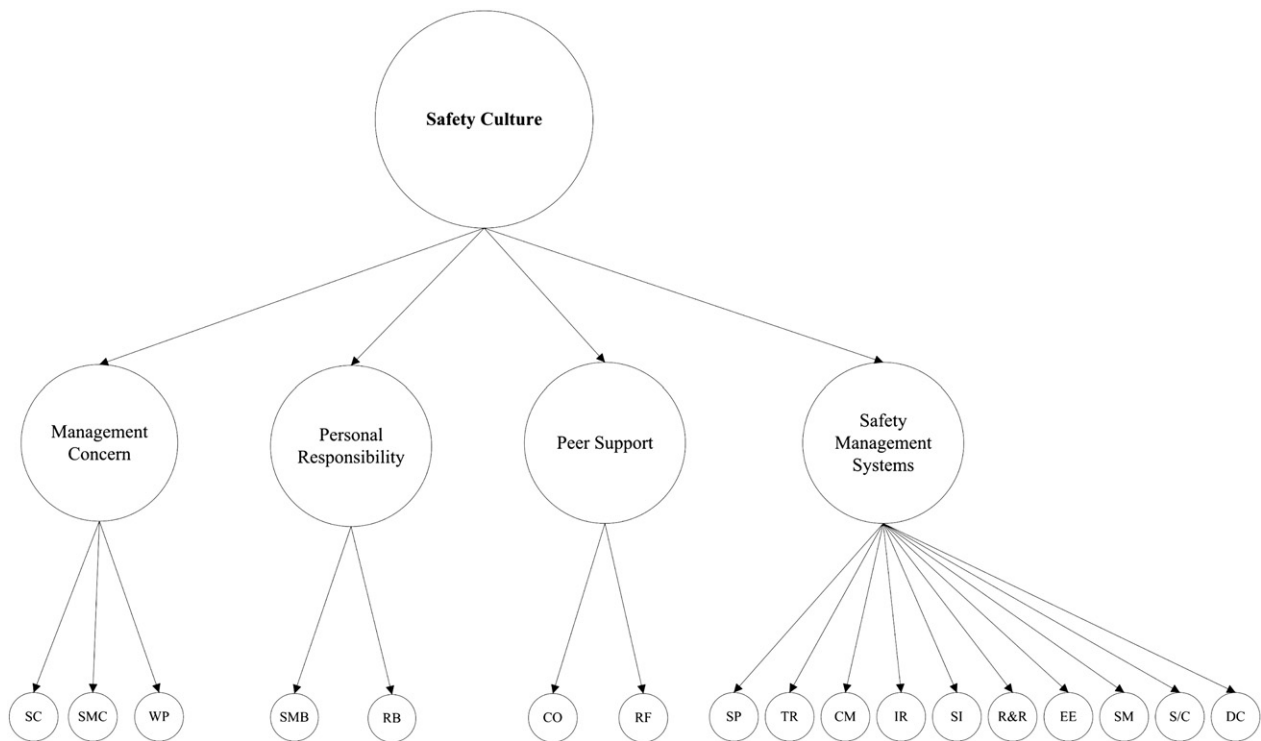 Safety Culture
Management
Concern
Personal
Responsibility
Peer Support
Safety
Management
Systems
SC
SMC
WP
SMB
RB
CO
RF
SP
TR
CM
IR
SI
R&R
EE
SM
S/C
DC